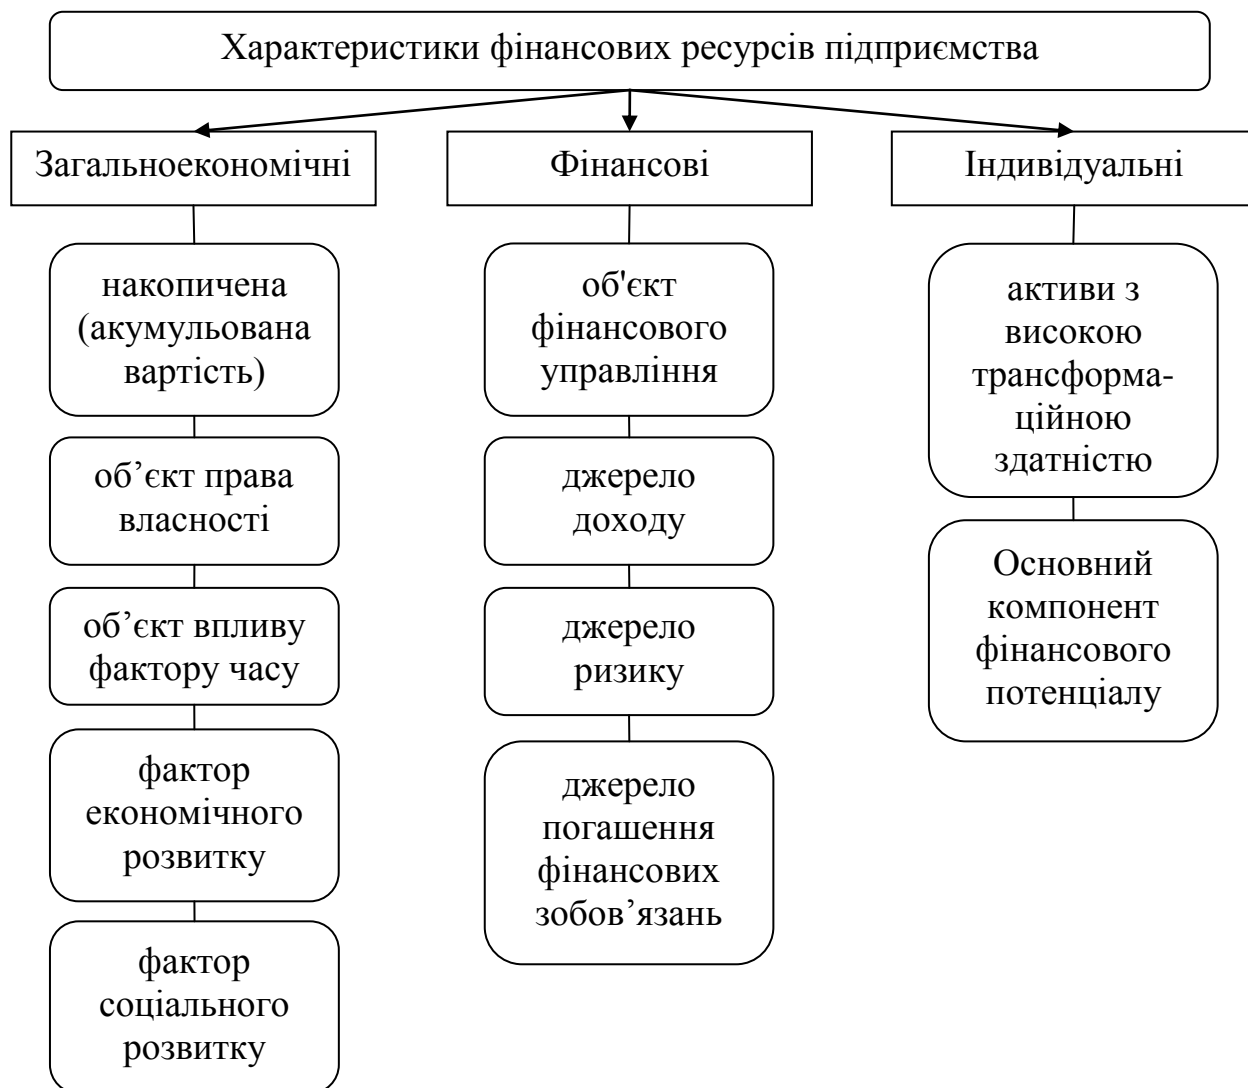 Характеристики фінансових ресурсів підприємства
Загальноекономічні
Фінансові
Індивідуальні
накопичена
(акумульована
вартість)
об’єкт права
власності
об’єкт впливу
фактору часу
фактор
економічного
розвитку
фактор
соціального
розвитку
об'єкт
фінансового
управління
джерело
доходу
джерело
ризику
джерело
погашення
фінансових
зобов’язань
активи з
високою
трансформа-
ційною
здатністю
Основний
компонент
фінансового
потенціалу